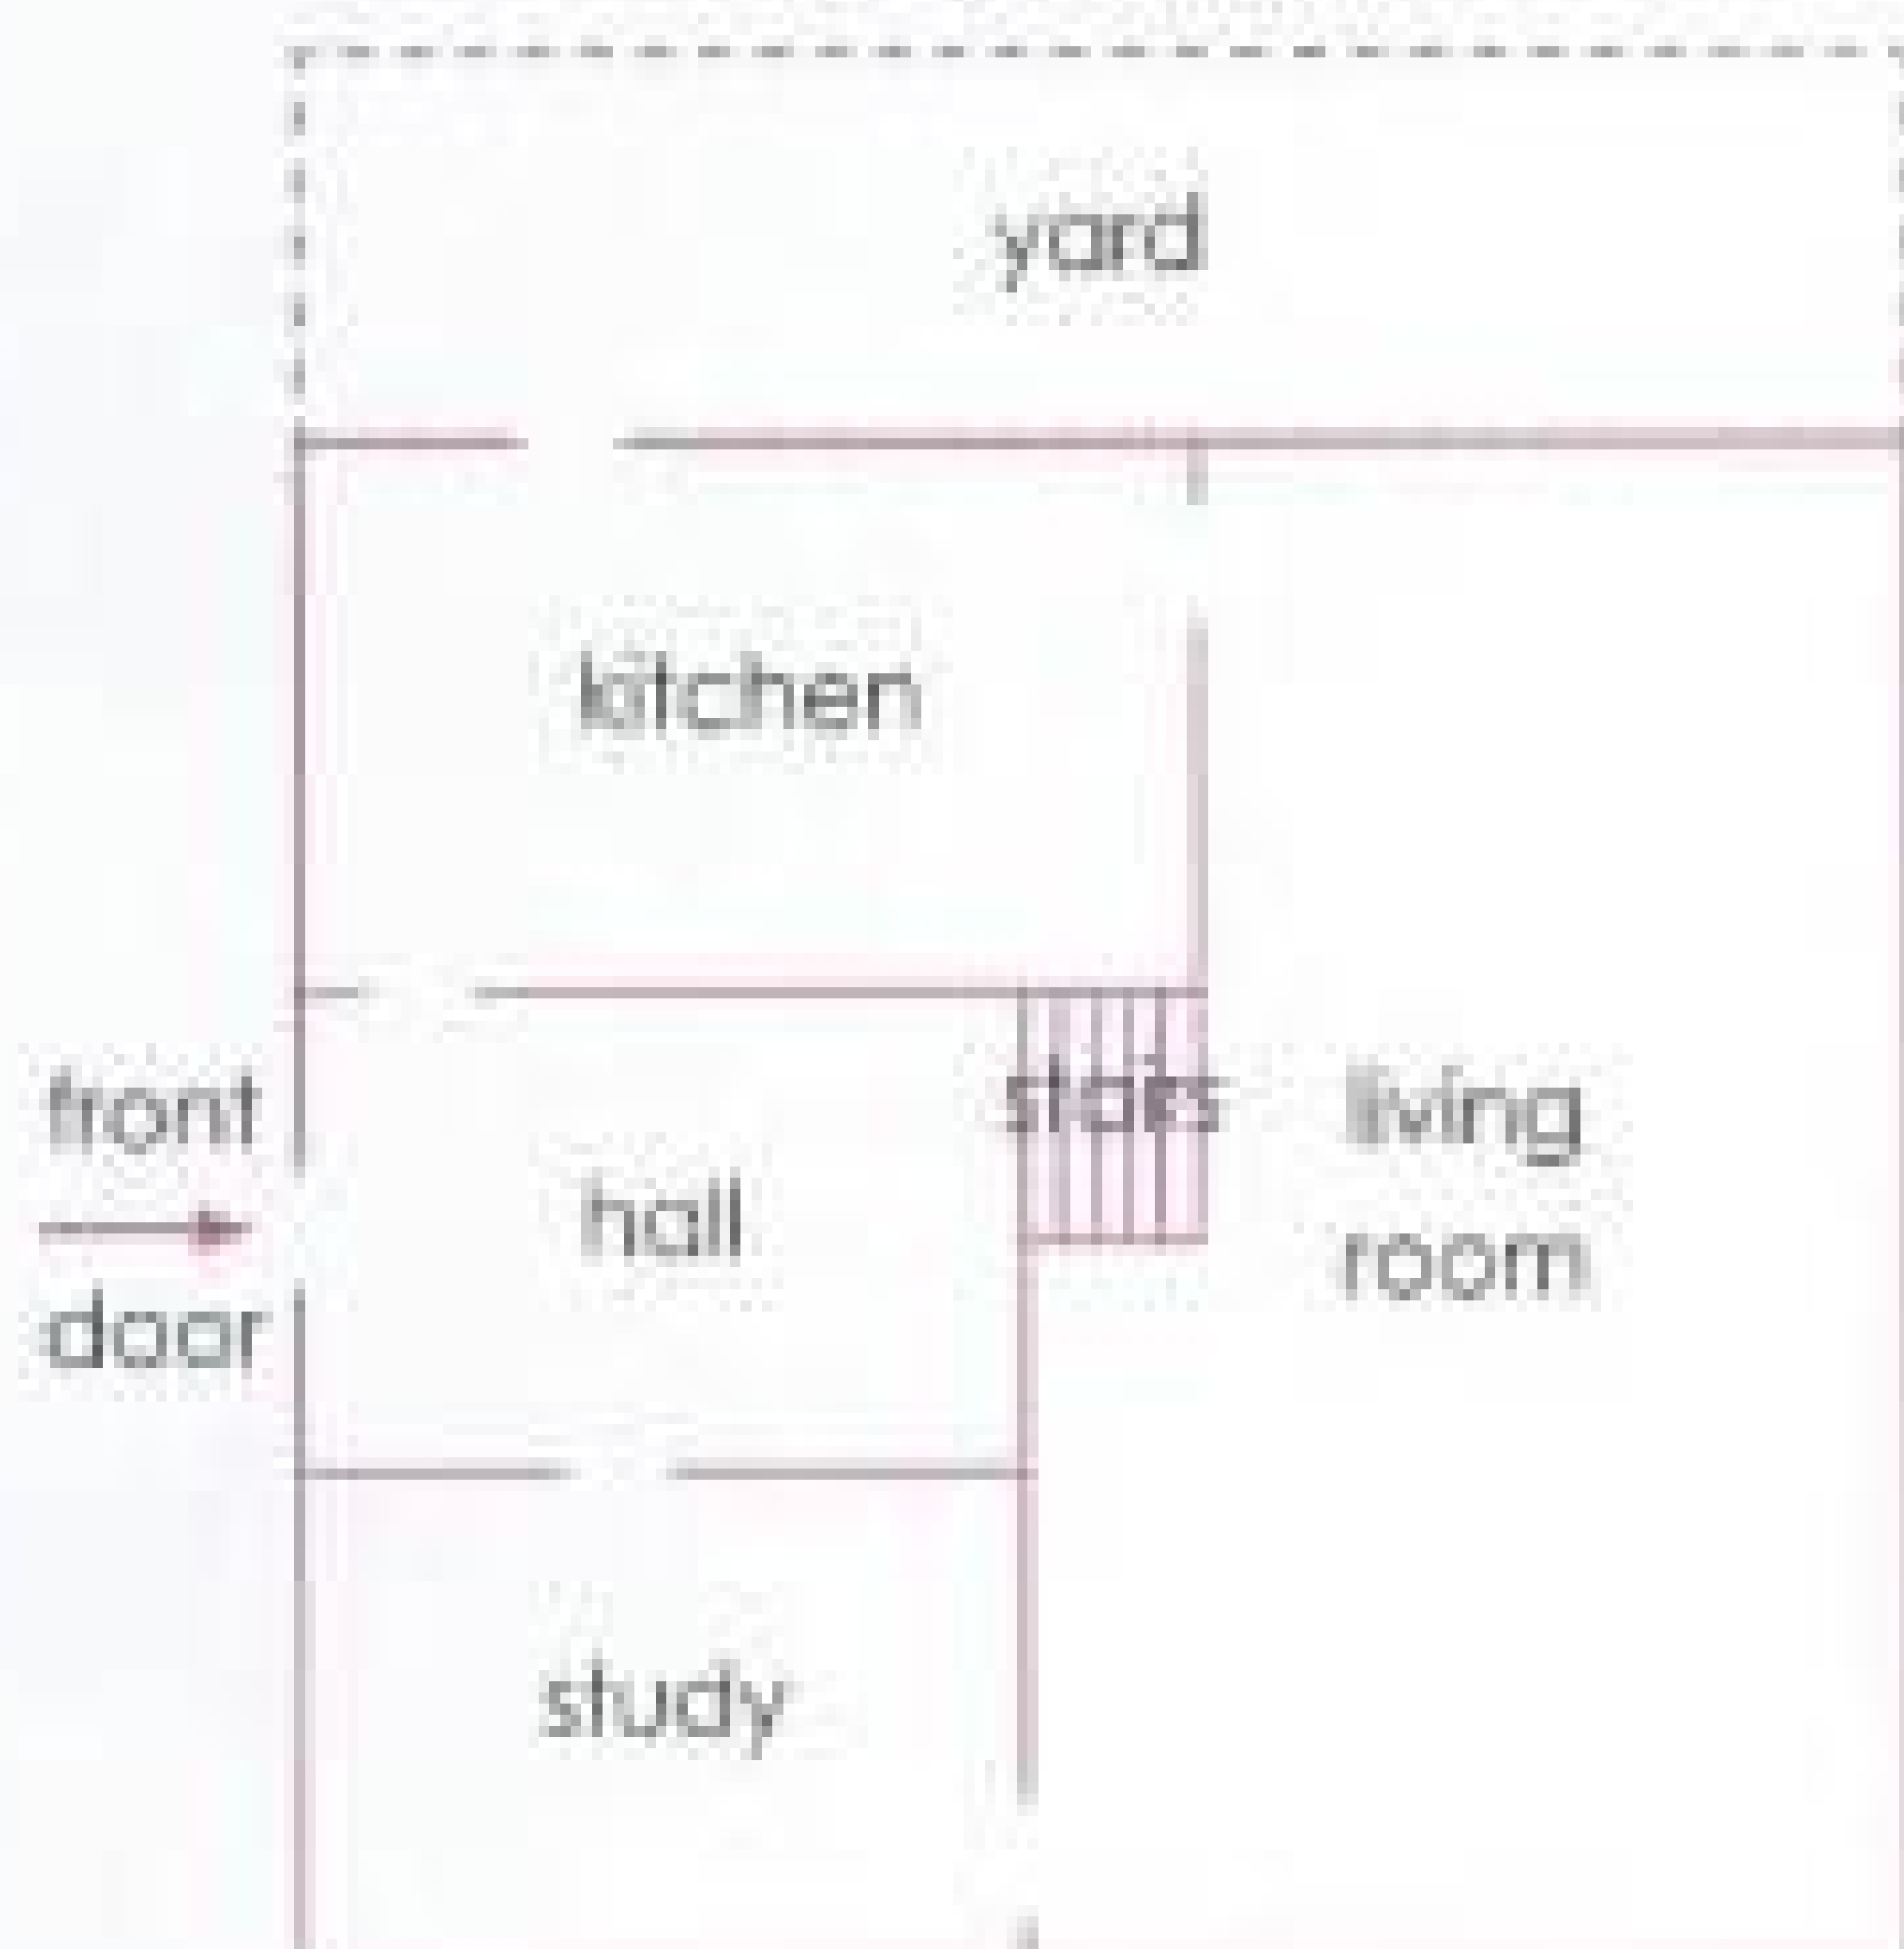 yard
kitchen
stairs
front
door
hall
living
room
study